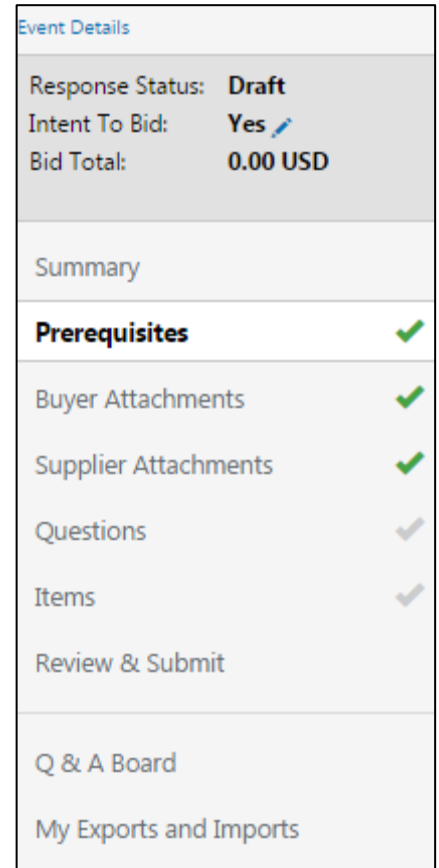 Event Details
Response Status: Draft
Intent To Bid: Yes
Bid Total: 0.00 USD
Summary
Prerequisites
Buyer Attachments
Supplier Attachments
Questions
Items
Review & Submit
Q & A Board
My Exports and Imports